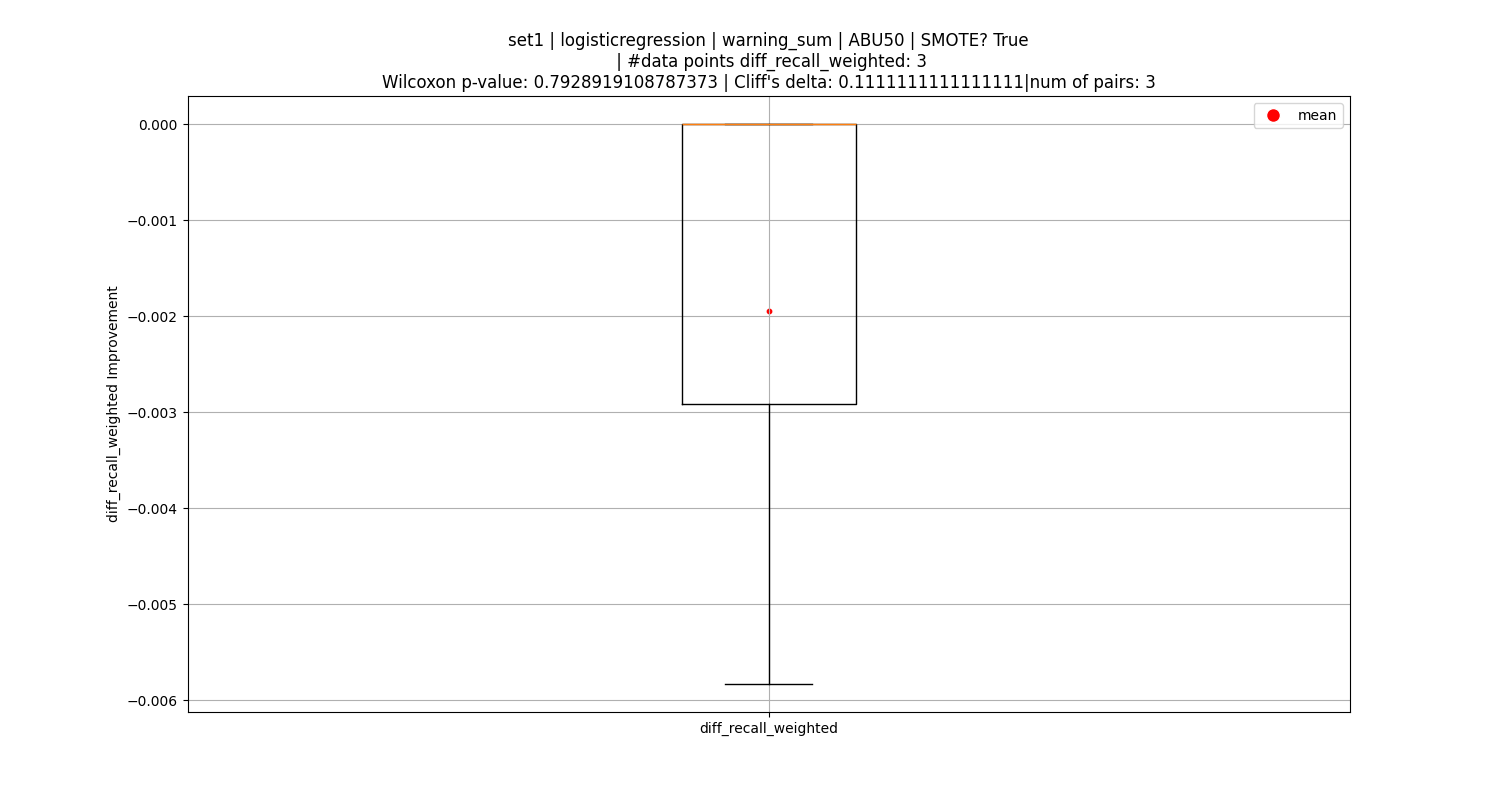 set1 | logisticregression | warning_sum | ABU50 | SMOTE? True
| #data points diff_recall_weighted: 3
Wilcoxon p-value: 0.7928919108787373 | Cliff's delta: 0.1111111111111111|num of pairs: 3
mean
0.000
−0.001
−0.002
−0.003
−0.004
−0.005
−0.006
diff_recall_weighted Improvement
diff_recall_weighted